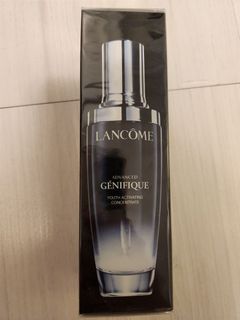 LANCÔME
ADVANCED
GÉNIFIQUE
YOUTH ACTIVATING
CONCENTRATE